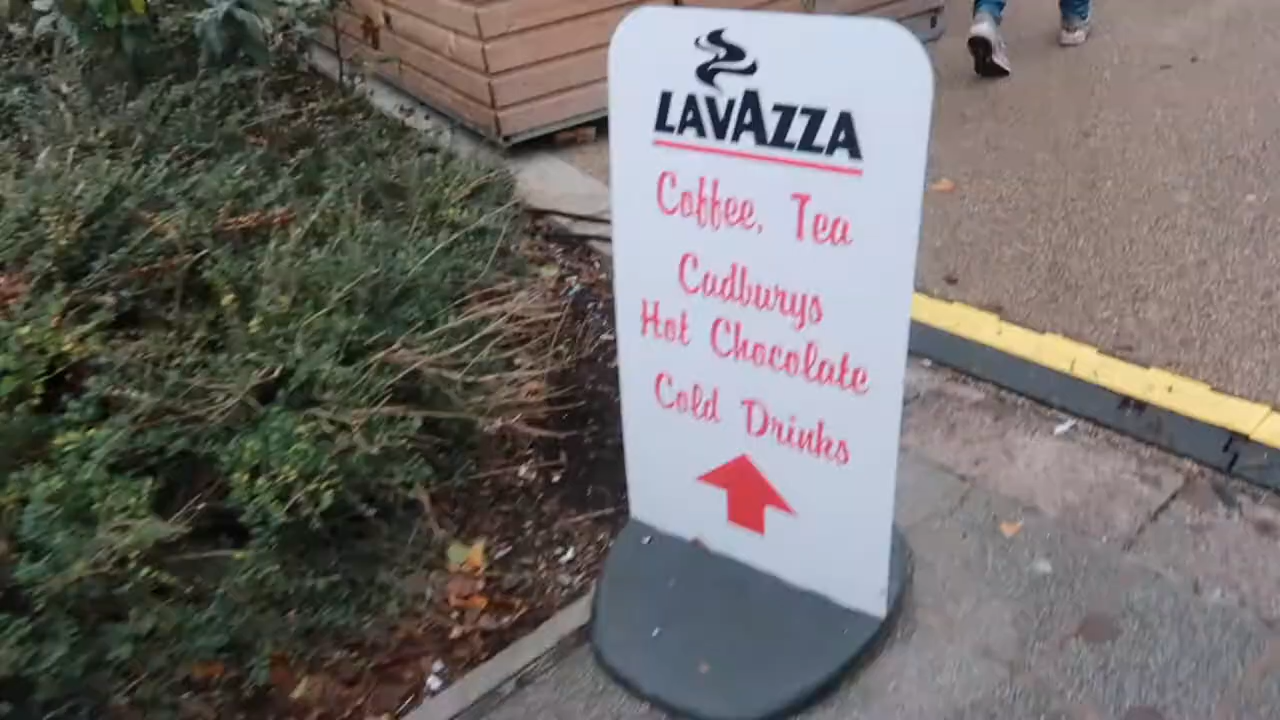 LAVAZZA
Coffee, Tea
Cadburys
Hot Chocolate
Cold Drinks